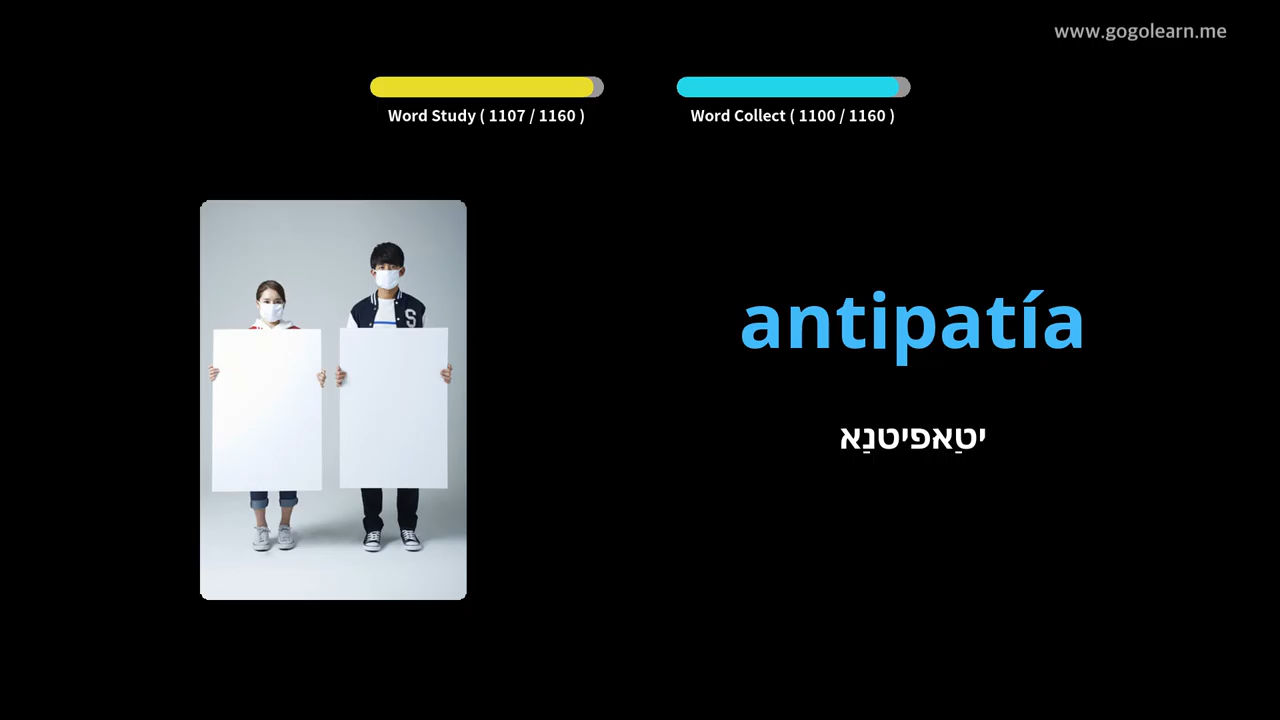 www.gogolearn.me
Word Study ( 1107 / 1160 )
Word Collect ( 1100 / 1160 )
S
antipatía
יטַאפיטנַא